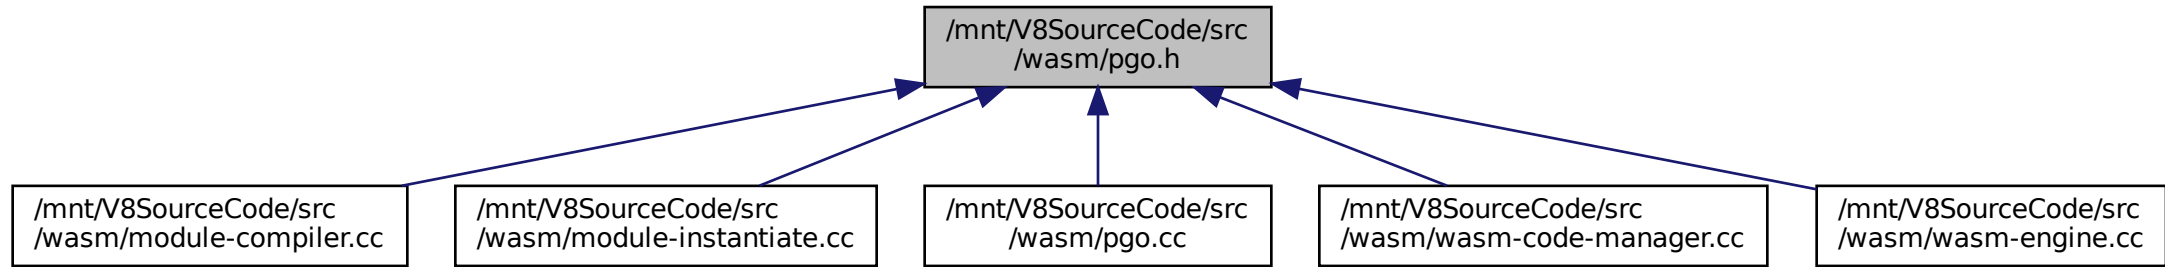 /mnt/V8SourceCode/src
/wasm/pgo.h
/mnt/V8SourceCode/src
/wasm/module-compiler.cc
/mnt/V8SourceCode/src
/wasm/module-instantiate.cc
/mnt/V8SourceCode/src
/wasm/pgo.cc
/mnt/V8SourceCode/src
/wasm/wasm-code-manager.cc
/mnt/V8SourceCode/src
/wasm/wasm-engine.cc